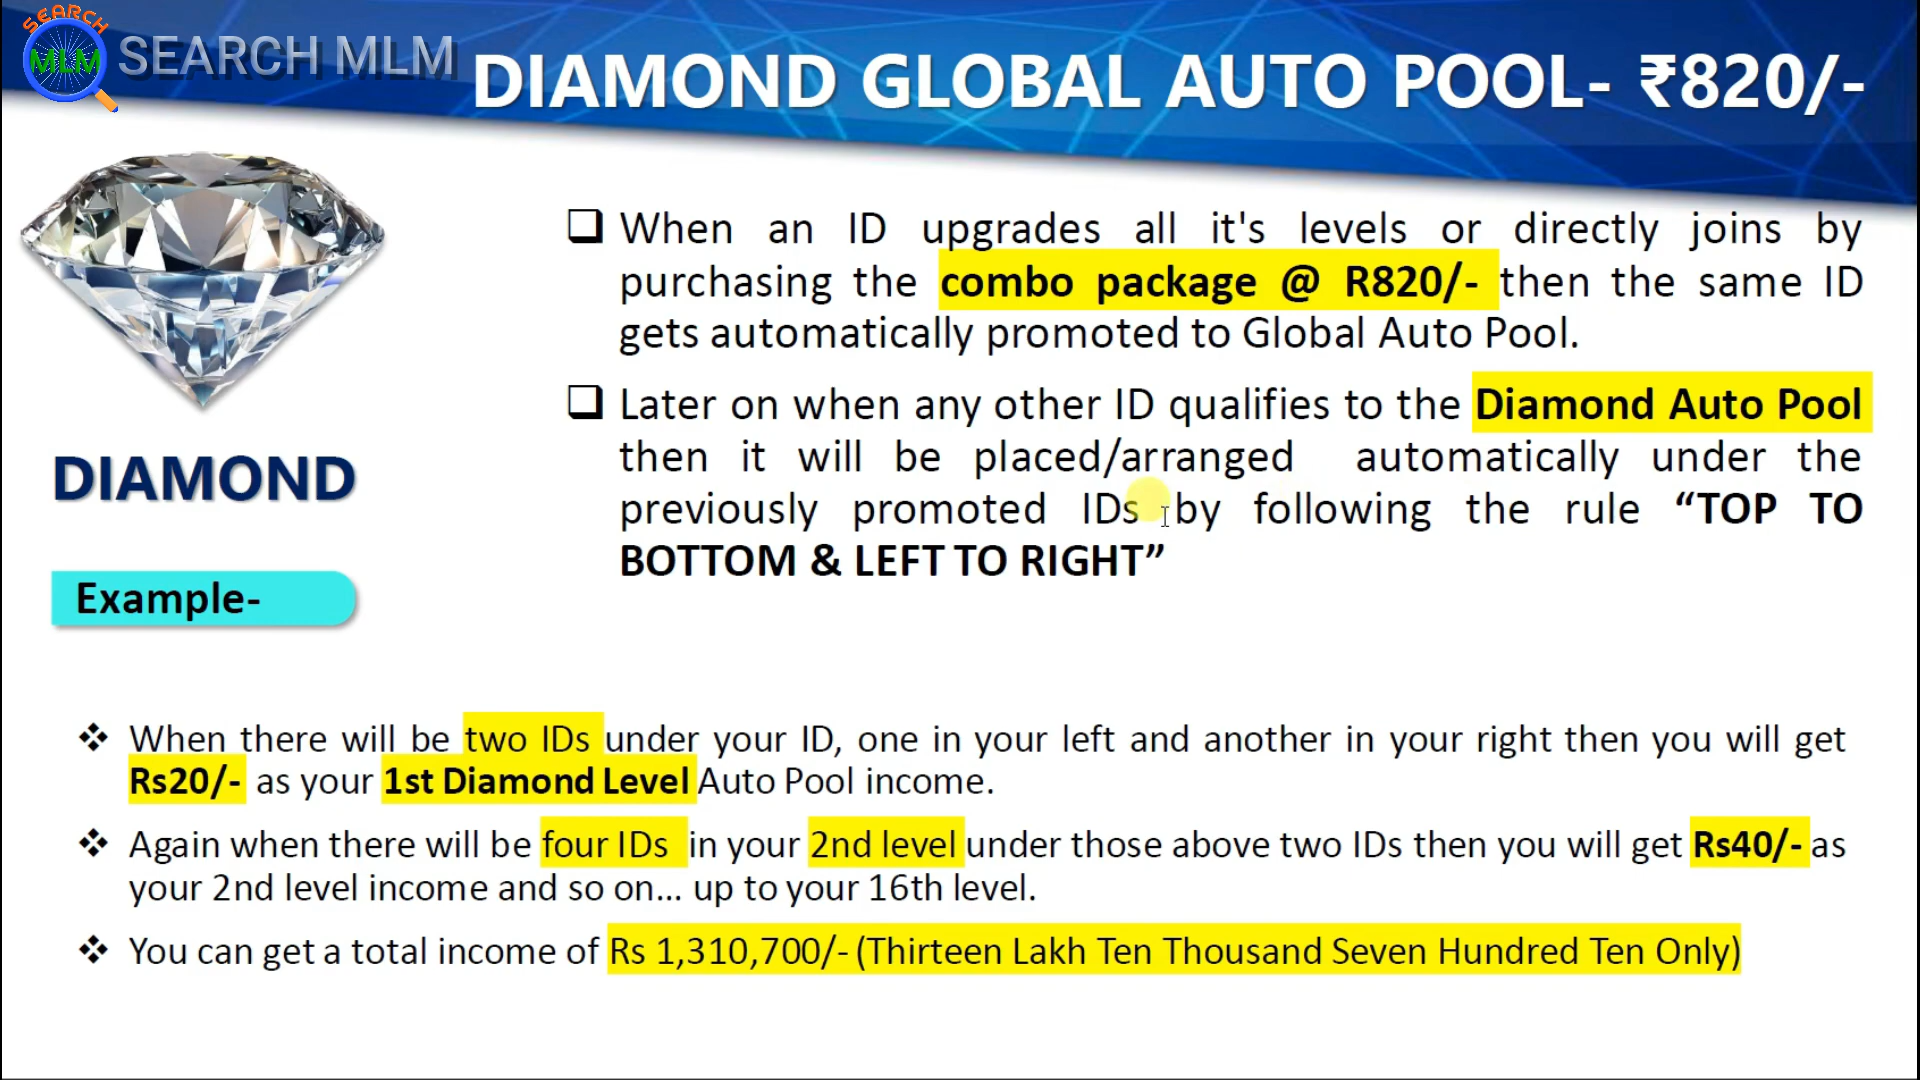 SEARCH
MLM
SEARCH MLM
DIAMOND GLOBAL AUTO POOL- ₹820/-
❑ When an ID upgrades all it's levels or directly joins by
purchasing the combo package @ R820/- then the same ID
gets automatically promoted to Global Auto Pool.
❑ Later on when any other ID qualifies to the Diamond Auto Pool
then it will be placed/arranged automatically under the
previously promoted IDs by following the rule “TOP TO
BOTTOM & LEFT TO RIGHT”
DIAMOND
Example-
❖ When there will be two IDs under your ID, one in your left and another in your right then you will get
Rs20/- as your 1st Diamond Level Auto Pool income.
❖ Again when there will be four IDs in your 2nd level under those above two IDs then you will get Rs40/- as
your 2nd level income and so on... up to your 16th level.
❖ You can get a total income of Rs 1,310,700/- (Thirteen Lakh Ten Thousand Seven Hundred Ten Only)